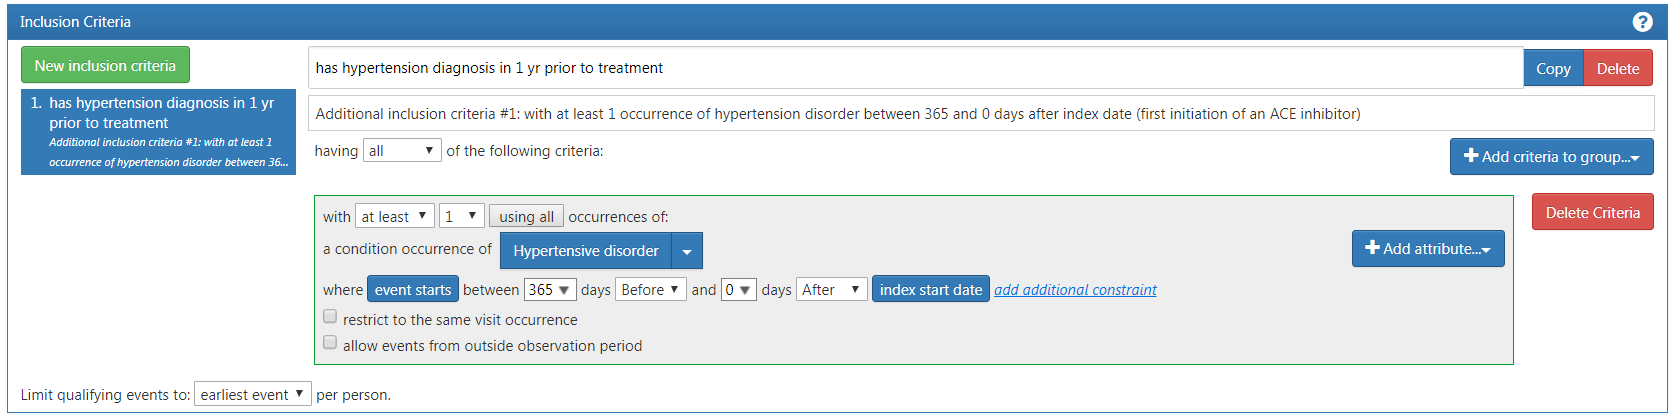 Inclusion Criteria ?
New inclusion criteria
1. has hypertension diagnosis in 1 yr
prior to treatment
Additional inclusion criteria #1: with at least 1
occurrence of hypertension disorder between 36...
has hypertension diagnosis in 1 yr prior to treatment Copy Delete
Additional inclusion criteria #1: with at least 1 occurrence of hypertension disorder between 365 and 0 days after index date (first initiation of an ACE inhibitor)
having all of the following criteria: Add criteria to group...
with at least 1 using all occurrences of: Delete Criteria
a condition occurrence of Hypertensive disorder Add attribute...
where event starts between 365 days Before and 0 days After index start date add additional constraint
restrict to the same visit occurrence
allow events from outside observation period
Limit qualifying events to: earliest event per person.